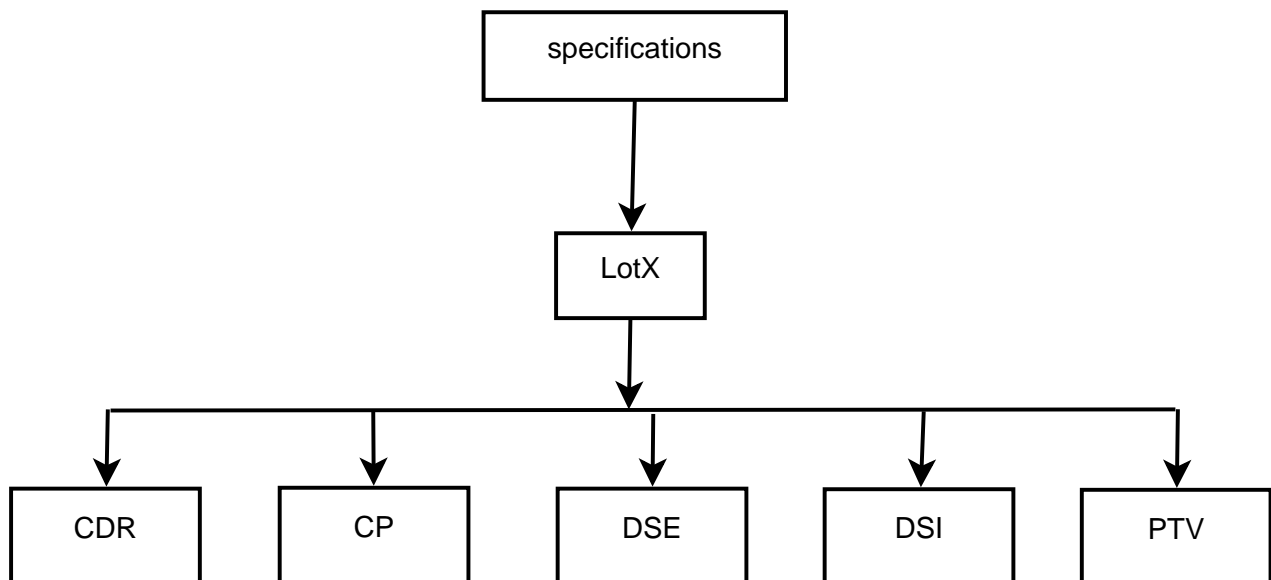 specifications
LotX
CDR
CP
DSE
DSI
PTV